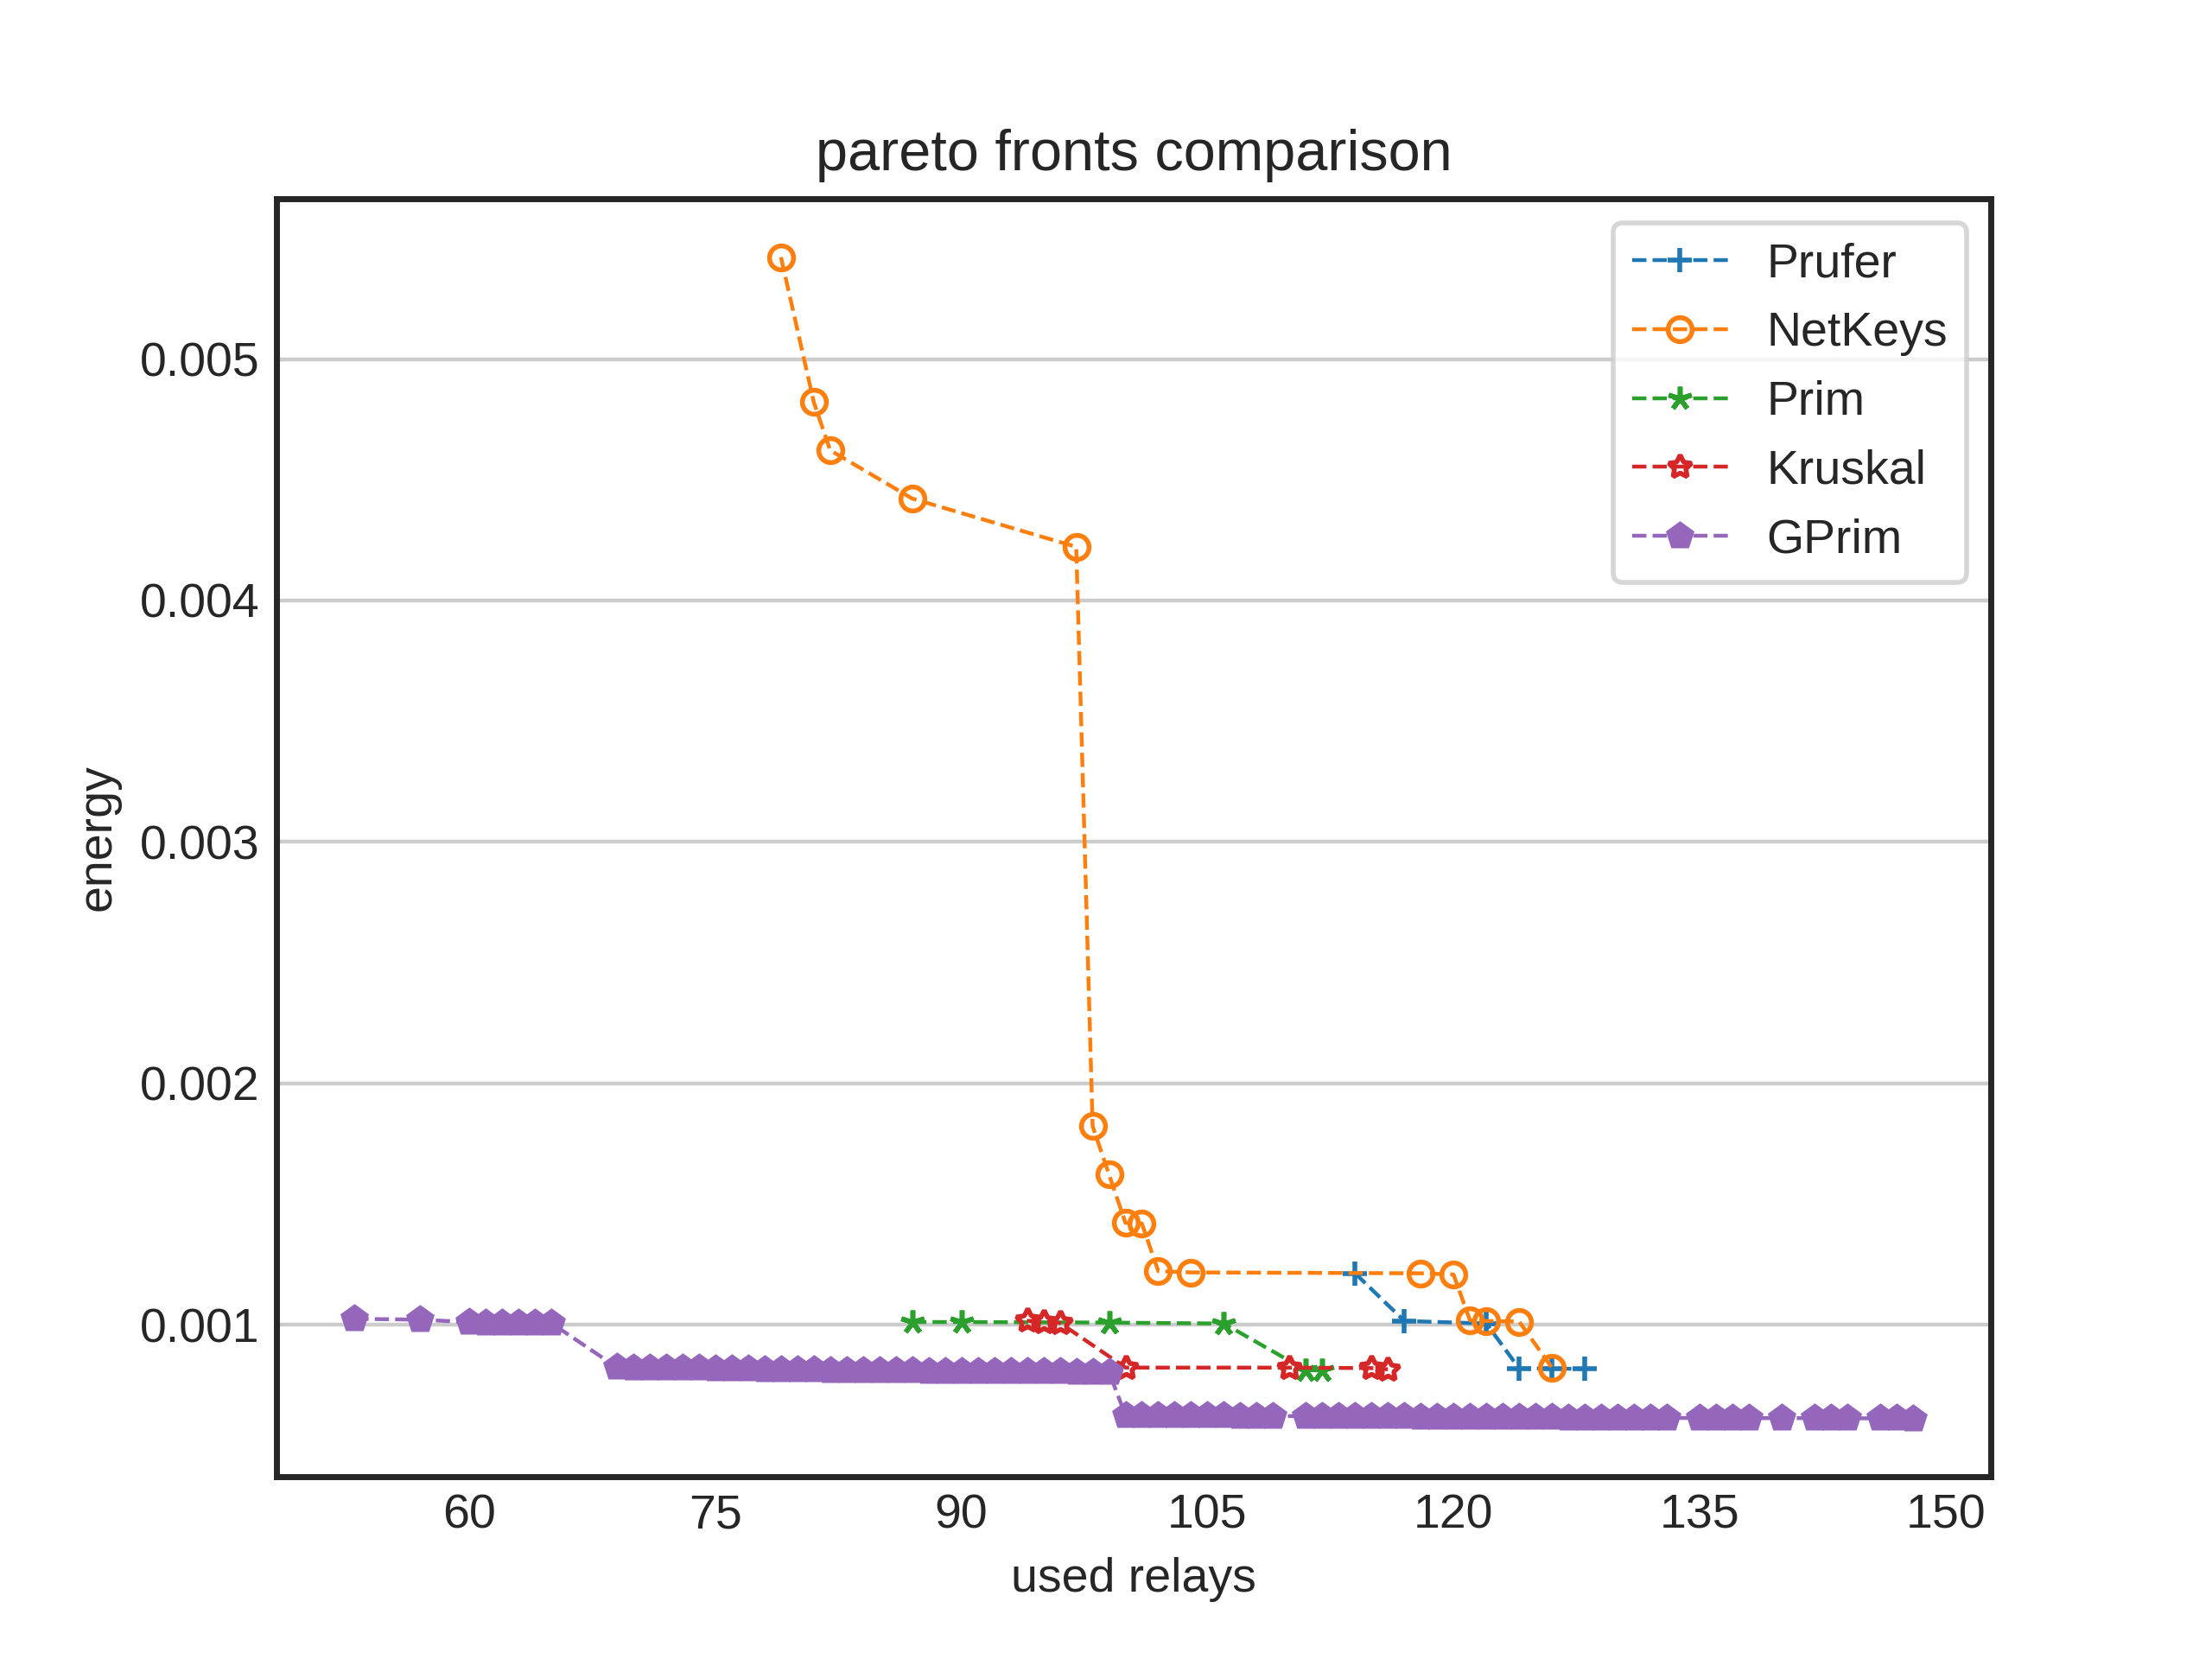 pareto fronts comparison
Prufer
NetKeys
Prim
Kruskal
GPrim
0.005
0.004
0.003
0.002
0.001
energy
60 75 90 105 120 135 150
used relays